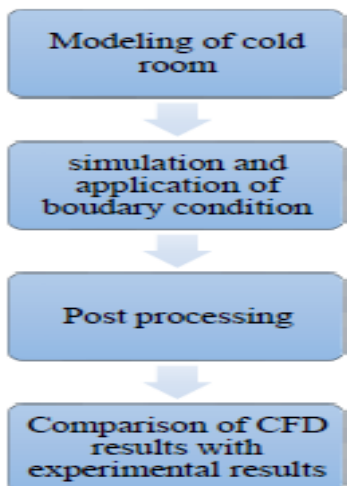 Modeling of cold
room
simulation and
application of
boudary condition
Post processing
Comparison of CFD
results with
experimental results